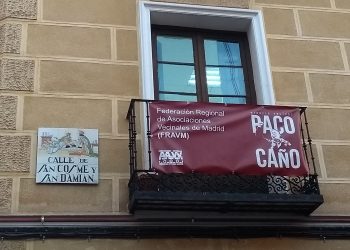 CALLE DE
SAN COSME Y
SAN DAMIAN
Federación Regional
de Asociaciones
Vecinales de Madrid
(FRAVM)
PACO
CAÑO